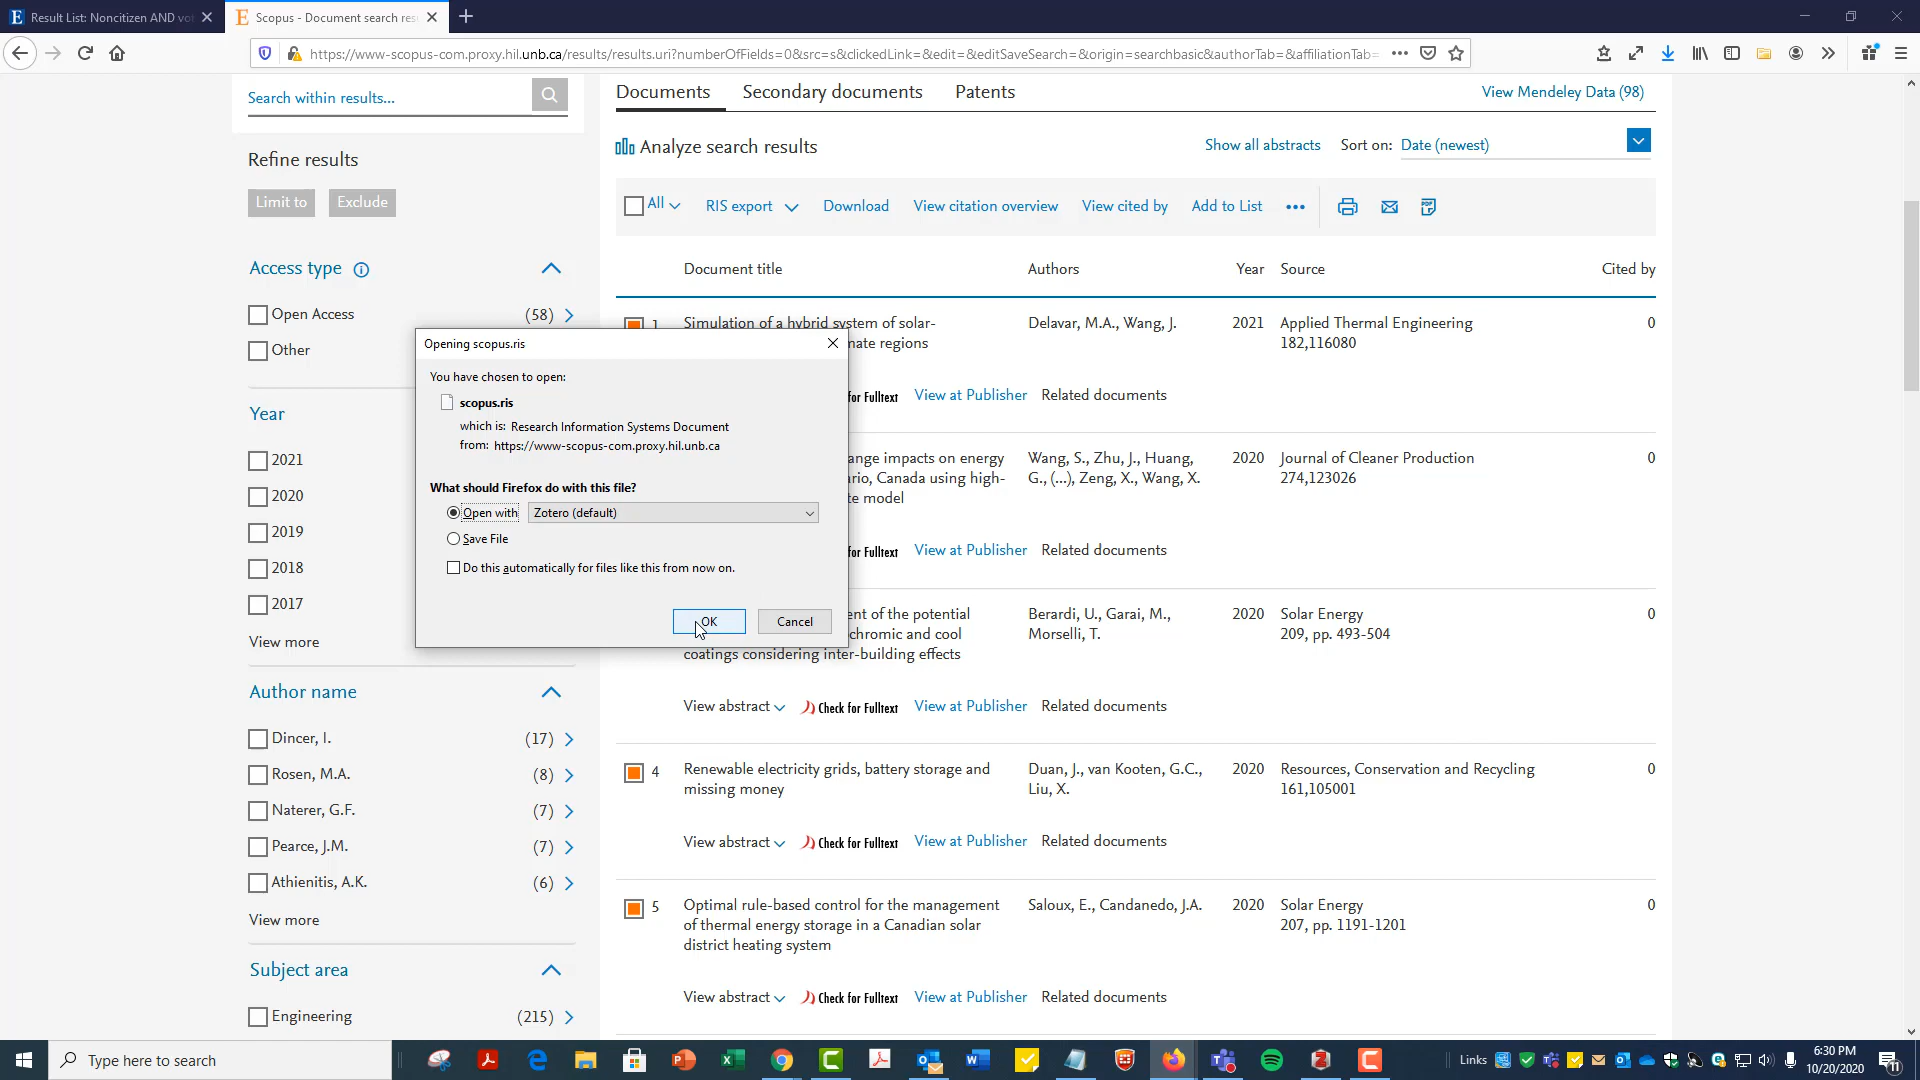 Result List: Noncitizen AND vo
Scopus - Document search res
https://www-scopus-com.proxy.hil.unb.ca/results/results.uri?numberOfFields=0&src=s&clickedLink=&edit=&editSaveSearch=&origin=searchbasic&authorTab=&affiliationTab=
Search within results...
Documents Secondary documents Patents View Mendeley Data (98)
Refine results
Analyze search results Show all abstracts Sort on: Date (newest)
Limit to Exclude
All RIS export Download View citation overview View cited by Add to List
Access type
Document title Authors Year Source Cited by
Open Access (58)
Other
1 Simulation of a hybrid system of solar- Delavar, M.A., Wang, J. 2021 Applied Thermal Engineering 0
mate regions 182,116080
for Fulltext View at Publisher Related documents
Opening scopus.ris
You have chosen to open:
scopus.ris
which is: Research Information Systems Document
from: https://www-scopus-com.proxy.hil.unb.ca
What should Firefox do with this file?
Open with Zotero (default)
Save File
Do this automatically for files like this from now on.
OK Cancel
Year
2021
2020
2019
2018
2017
View more
ange impacts on energy Wang, S., Zhu, J., Huang, 2020 Journal of Cleaner Production 0
rio, Canada using high- G., (...), Zeng, X., Wang, X. 274,123026
te model
for Fulltext View at Publisher Related documents
ent of the potential Berardi, U., Garai, M., 2020 Solar Energy 0
chromic and cool Morselli, T. 209, pp. 493-504
coatings considering inter-building effects
View abstract Check for Fulltext View at Publisher Related documents
Author name
Dincer, I. (17)
Rosen, M.A. (8)
Naterer, G.F. (7)
Pearce, J.M. (7)
Athienitis, A.K. (6)
View more
4 Renewable electricity grids, battery storage and Duan, J., van Kooten, G.C., 2020 Resources, Conservation and Recycling 0
missing money Liu, X. 161,105001
View abstract Check for Fulltext View at Publisher Related documents
5 Optimal rule-based control for the management Saloux, E., Candanedo, J.A. 2020 Solar Energy 0
of thermal energy storage in a Canadian solar 207, pp. 1191-1201
district heating system
View abstract Check for Fulltext View at Publisher Related documents
Subject area
Engineering (215)
Type here to search
Links
6:30 PM
10/20/2020
11